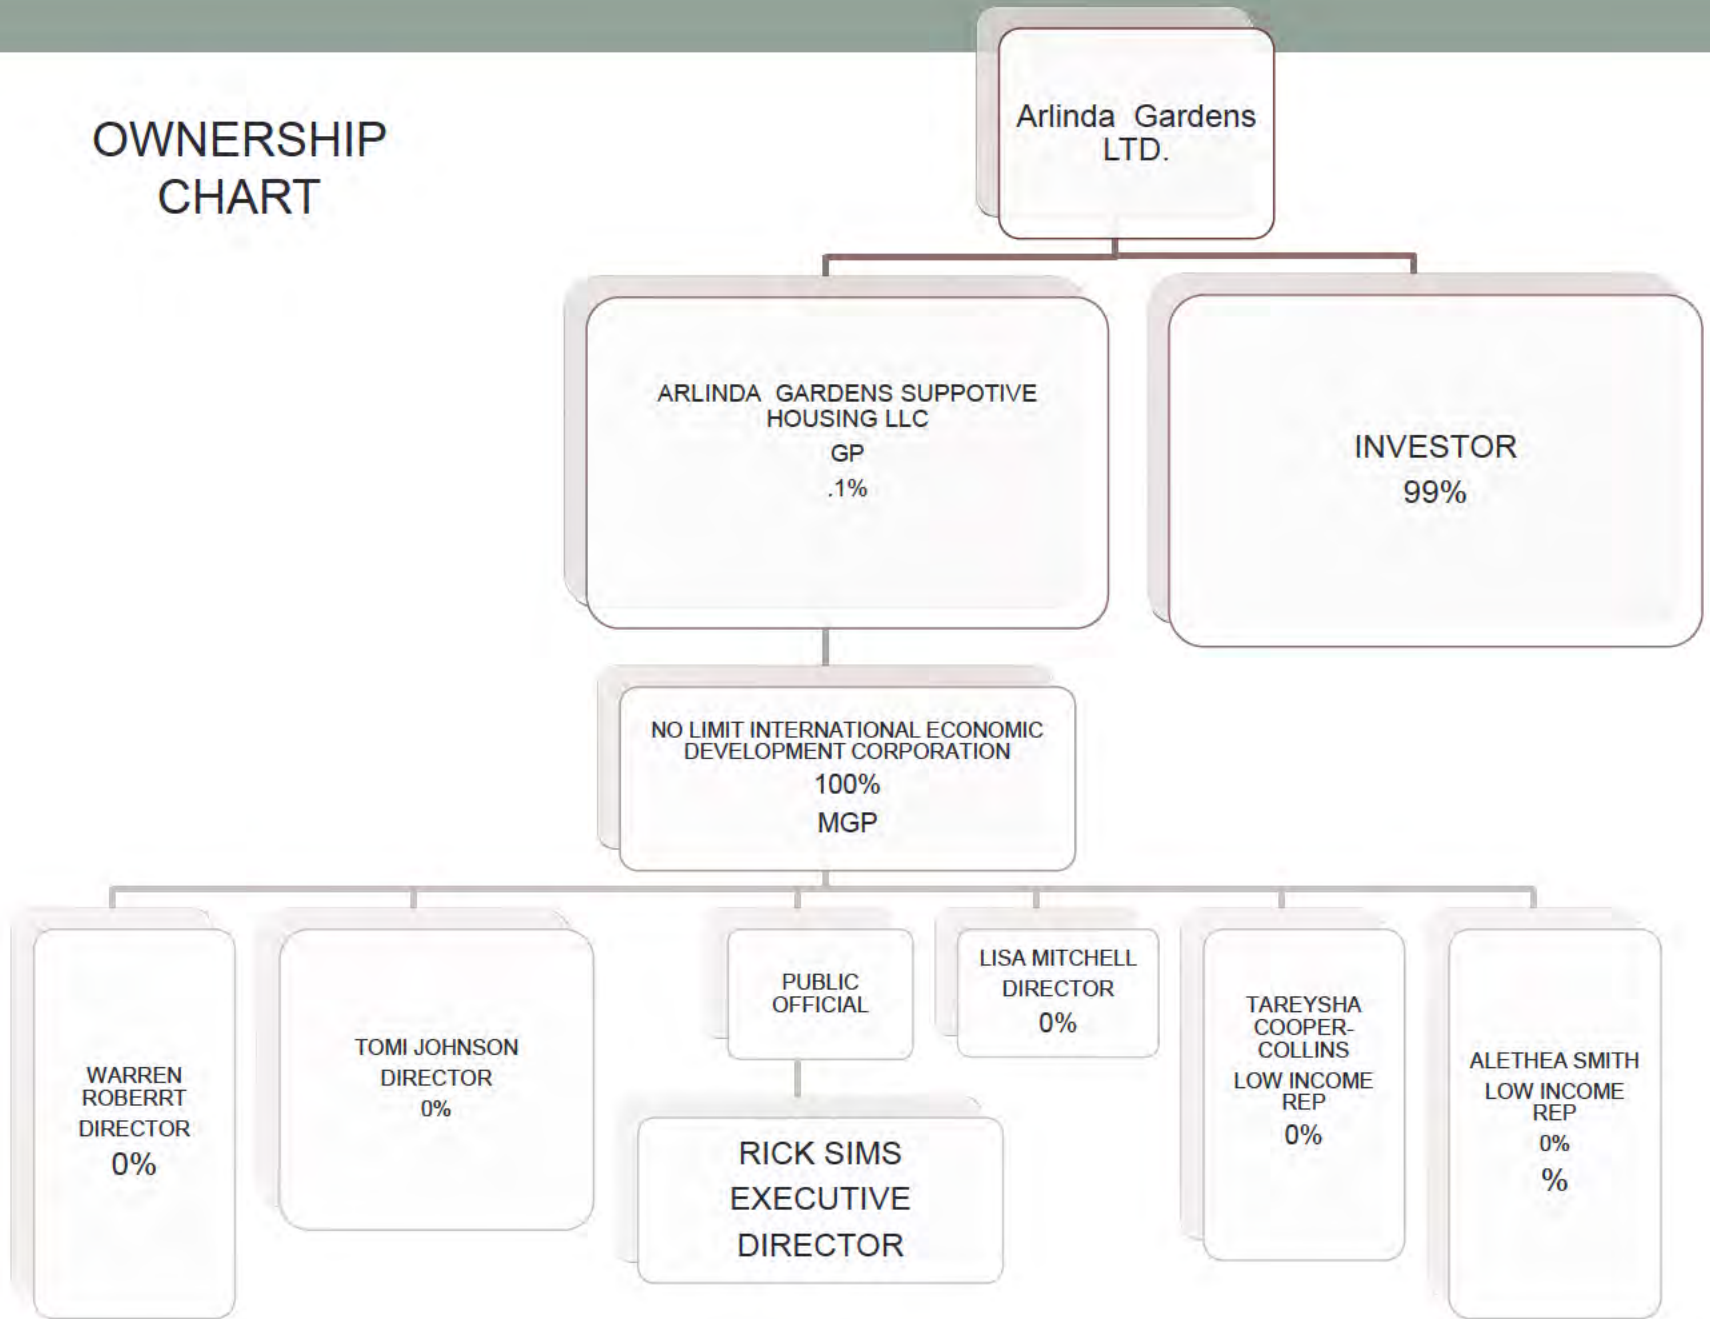 OWNERSHIP
CHART
Arlinda Gardens
LTD.
ARLINDA GARDENS SUPPOTIVE
HOUSING LLC
GP
.1%
INVESTOR
99%
NO LIMIT INTERNATIONAL ECONOMIC
DEVELOPMENT CORPORATION
100%
MGP
WARREN
ROBERRT
DIRECTOR
0%
TOMI JOHNSON
DIRECTOR
0%
PUBLIC
OFFICIAL
RICK SIMS
EXECUTIVE
DIRECTOR
LISA MITCHELL
DIRECTOR
0%
TAREYSHA
COOPER-
COLLINS
LOW INCOME
REP
0%
ALETHEA SMITH
LOW INCOME
REP
0%
%